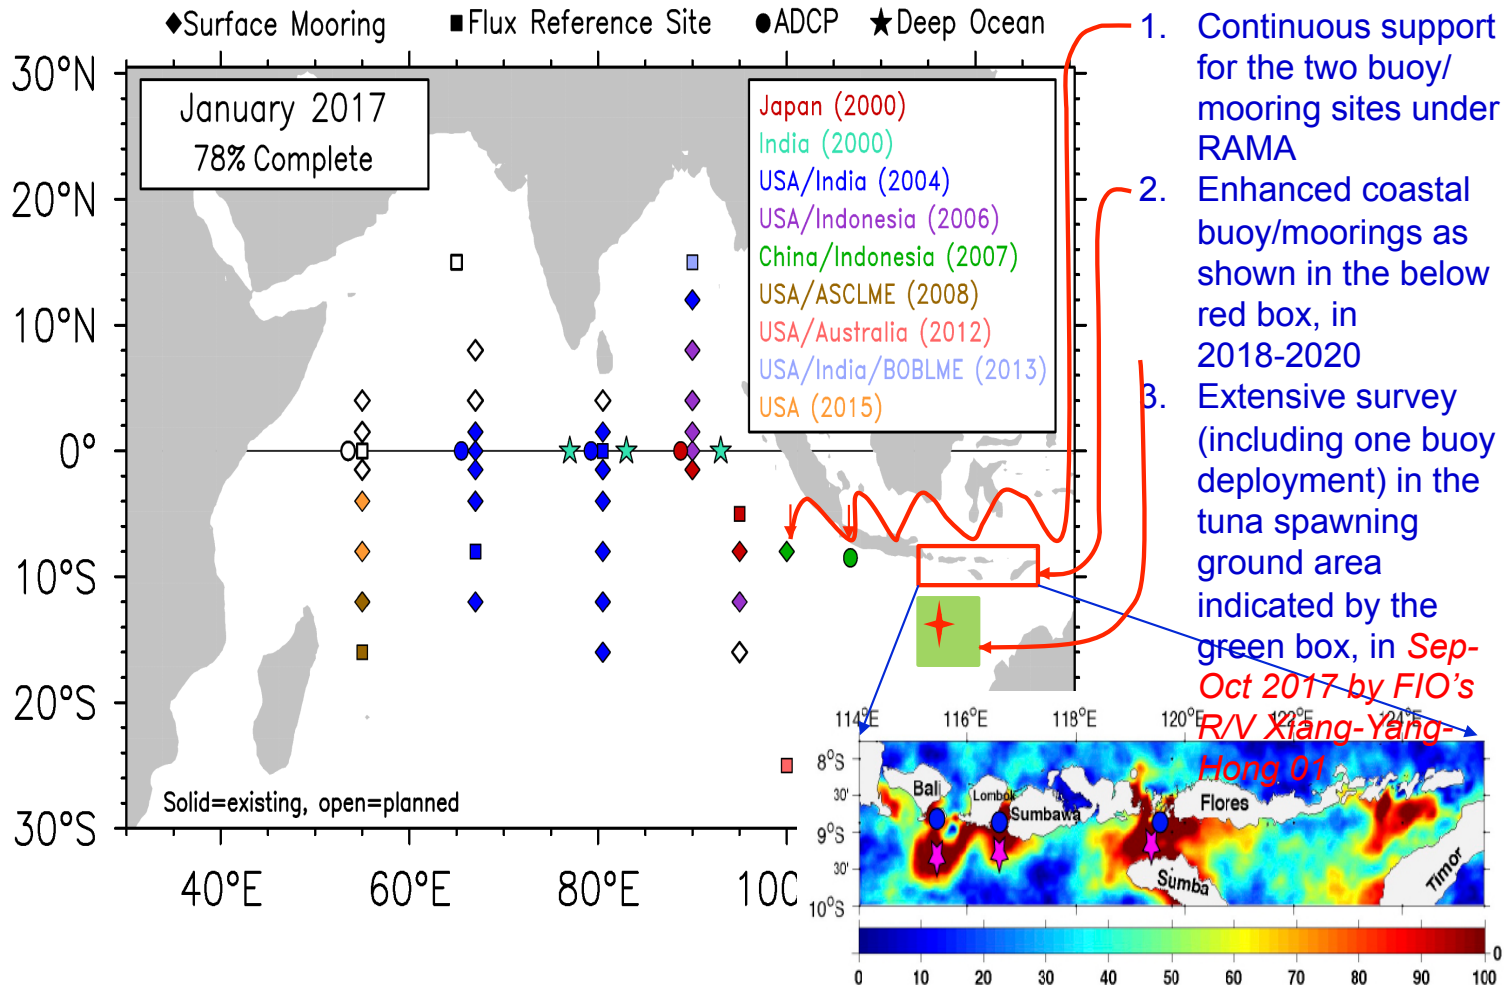 Surface Mooring Flux Reference Site ADCP Deep Ocean
January 2017
78% Complete
Japan (2000)
India (2000)
USA/India (2004)
USA/Indonesia (2006)
China/Indonesia (2007)
USA/ASCLME (2008)
USA/Australia (2012)
USA/India/BOBLME (2013)
USA (2015)
30°N
20°N
10°N
0°
10°S
20°S
30°S
Solid=existing, open=planned
40°E 60°E 80°E 100
1. Continuous support
for the two buoy/
mooring sites under
RAMA
2. Enhanced coastal
buoy/moorings as
shown in the below
red box, in
2018-2020
3. Extensive survey
(including one buoy
deployment) in the
tuna spawning
ground area
indicated by the
green box, in Sep-
Oct 2017 by FIO's
R/V Xiang-Yang-
Hong 01
114°E 116°E 118°E 120°E 122°E 124°E
8°S
30'
9°S
30'
10°S
Bali
Lombok
Sumbawa
Flores
Sumba
Timor
0
0 10 20 30 40 50 60 70 80 90 100